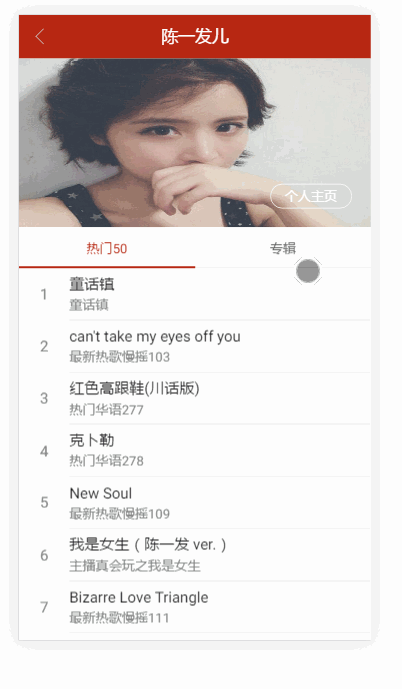 陈一发儿
个人主页
热门50
专辑
1
童话镇
童话镇
2
can't take my eyes off you
最新热歌慢摇103
3
红色高跟鞋(川话版)
热门华语277
4
克卜勒
热门华语278
5
New Soul
最新热歌慢摇109
6
我是女生 ( 陈一发 ver. )
主播真会玩之我是女生
7
Bizarre Love Triangle
最新热歌慢摇111